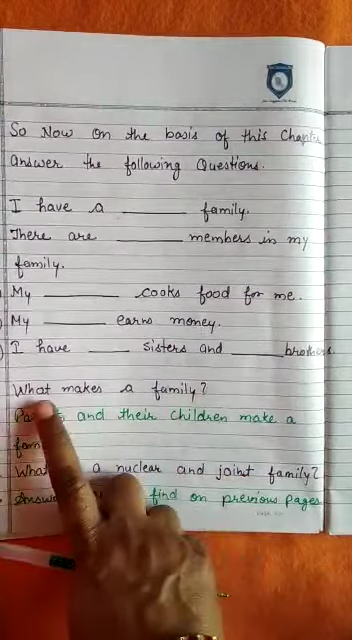 So Now on the basis of this Chapter
answer the following Questions.
I have a ______ family.
There are ______ members in my
family.
My ______ cooks food for me.
My ______ earns money.
I have ____ sisters and ____ brothers.
What makes a family?
and their children make a
What a nuclear and joint family?
find on previous pages